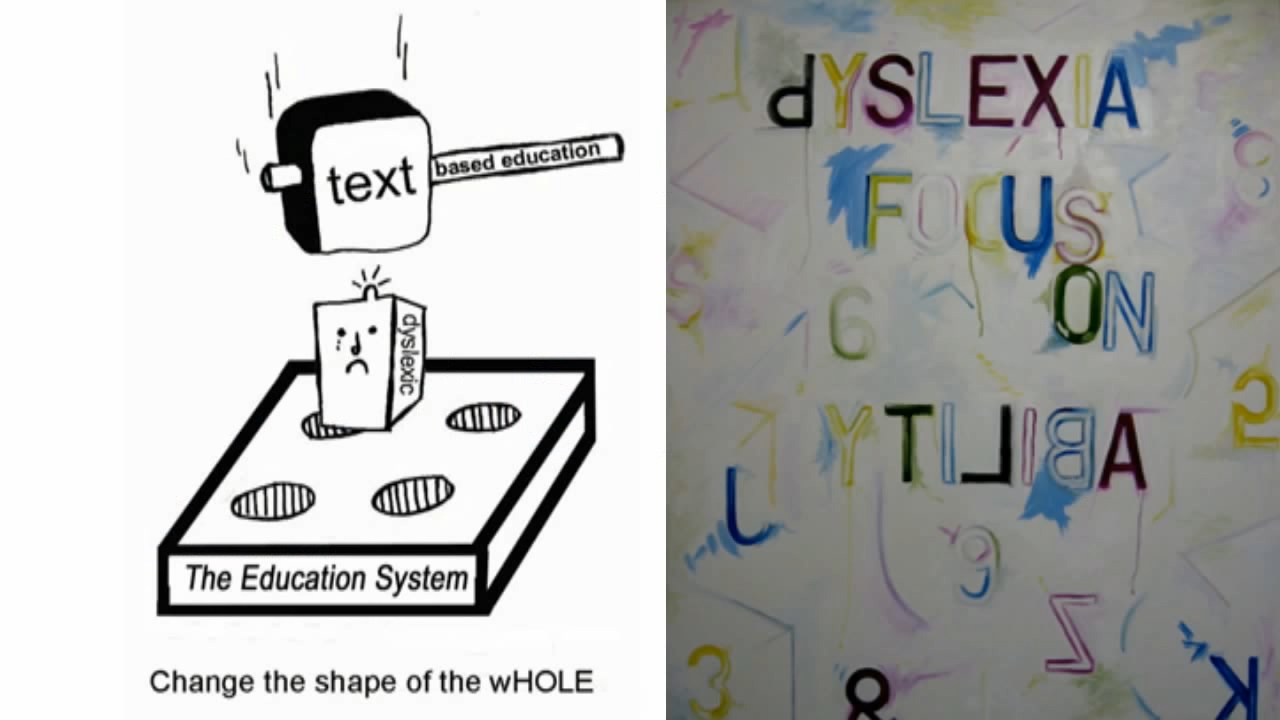 text
based education
dyslexic
The Education System
Change the shape of the wHOLE
dYSLEXIA
FOCUS
6 ON
YTILIBA
J
9
Z
3
&
K